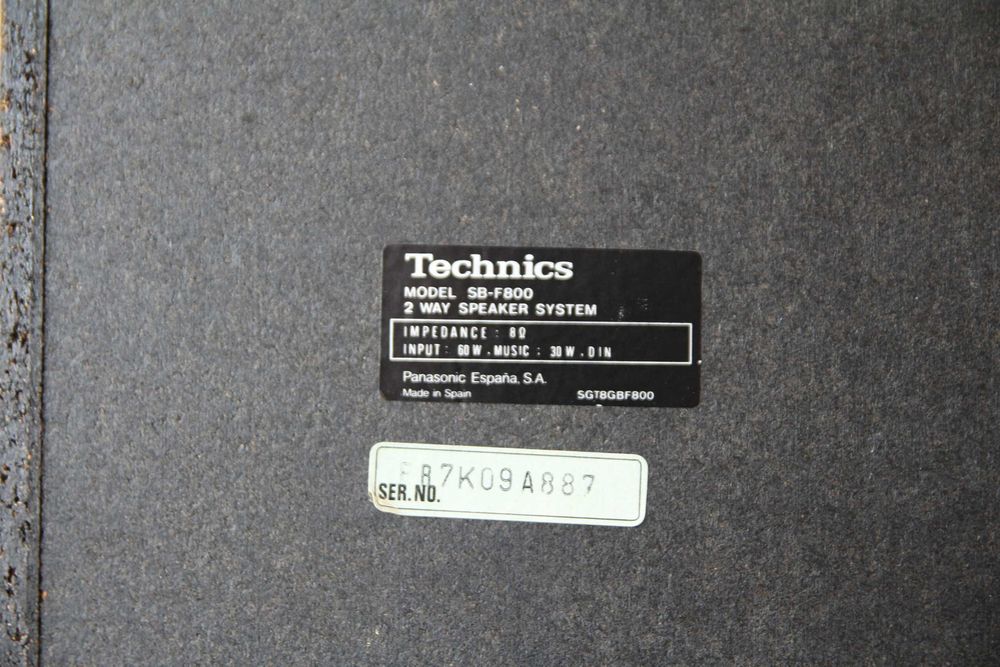 Technics
MODEL SB-F800
2 WAY SPEAKER SYSTEM
IMPEDANCE : 8Ω
INPUT : 60W . MUSIC : 30W . DIN
Panasonic España, S.A.
Made in Spain
SGT8GBF800
SER. NO.